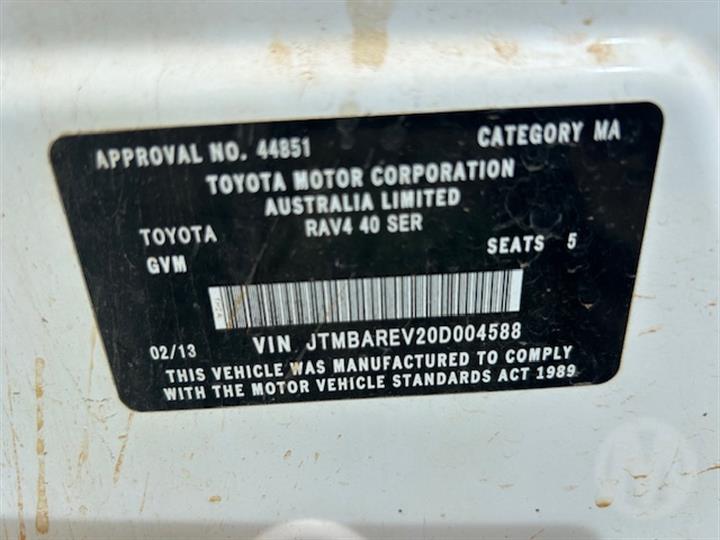 APPROVAL NO. 44851 CATEGORY MA
TOYOTA MOTOR CORPORATION
AUSTRALIA LIMITED
RAV4 40 SER
TOYOTA SEATS 5
GVM
02/13 VIN JTMBAREV20D004588
THIS VEHICLE WAS MANUFACTURED TO COMPLY
WITH THE MOTOR VEHICLE STANDARDS ACT 1989
M